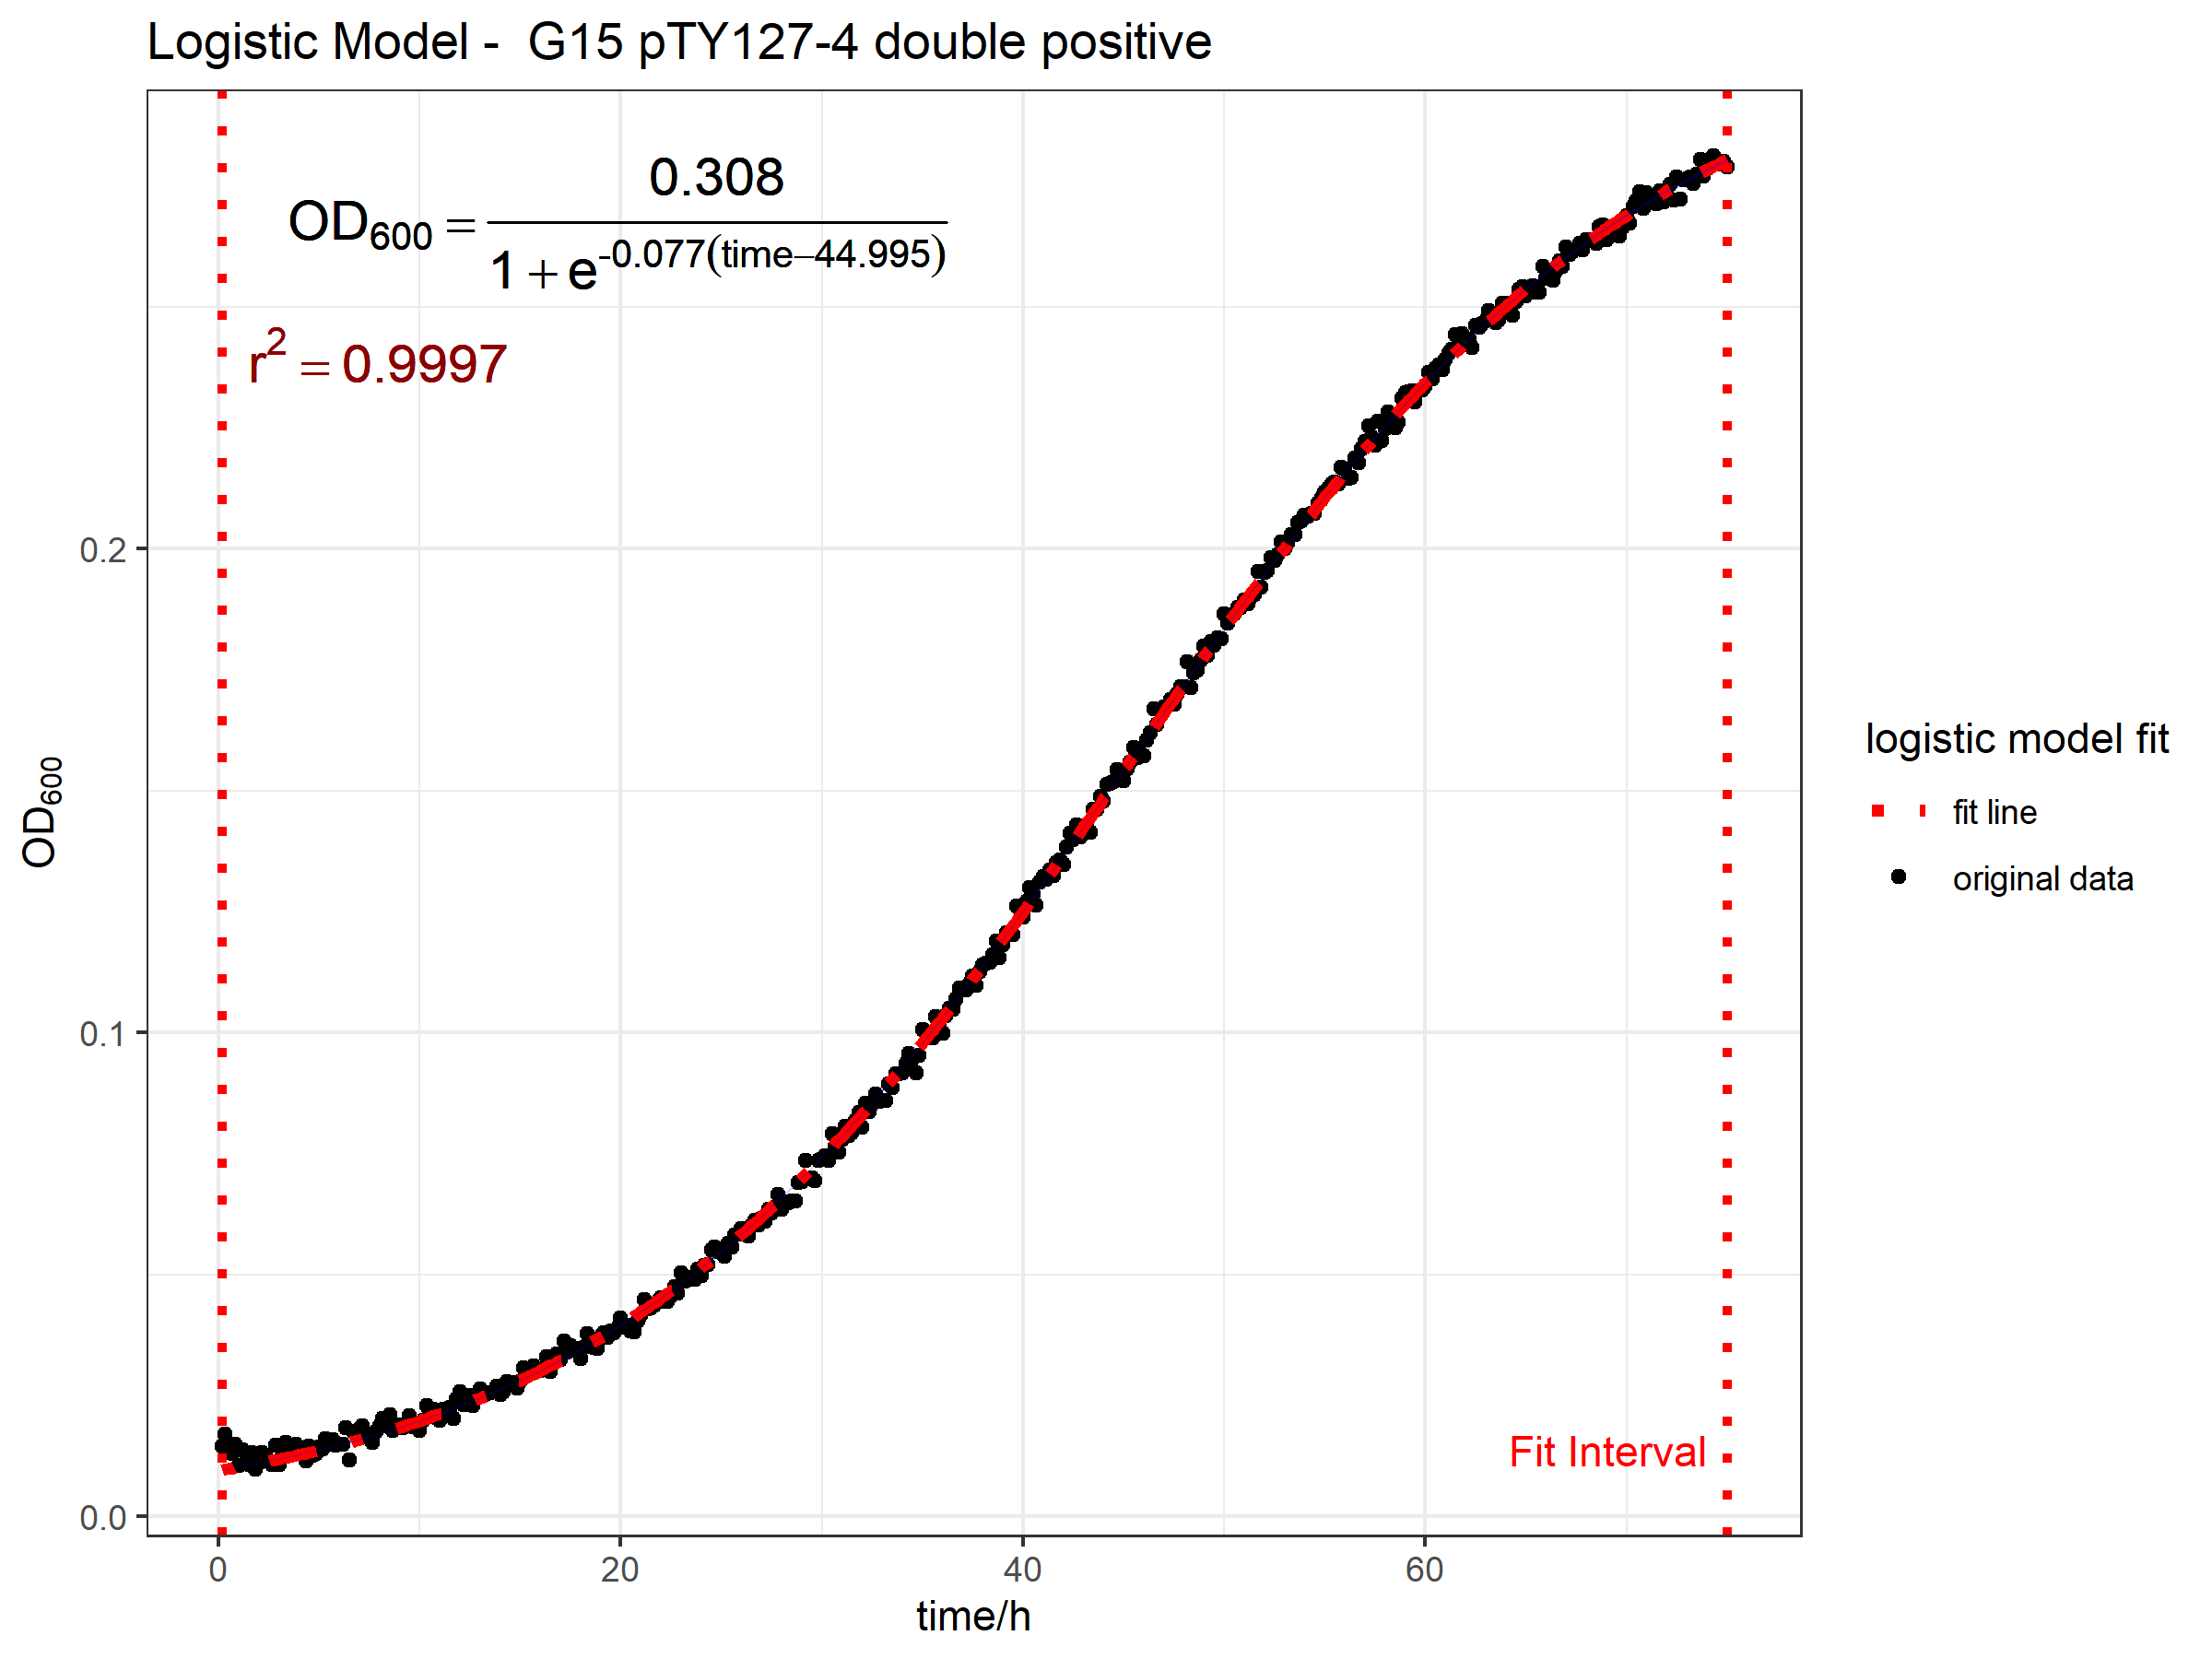 Logistic Model -  G15 pTY127-4 double positive
OD₆₀₀ = 0.308 / (1 + e^(-0.077(time−44.995)))
r² = 0.9997
0.2
0.1
0.0
OD₆₀₀
0 20 40 60
time/h
Fit Interval
logistic model fit
fit line
original data